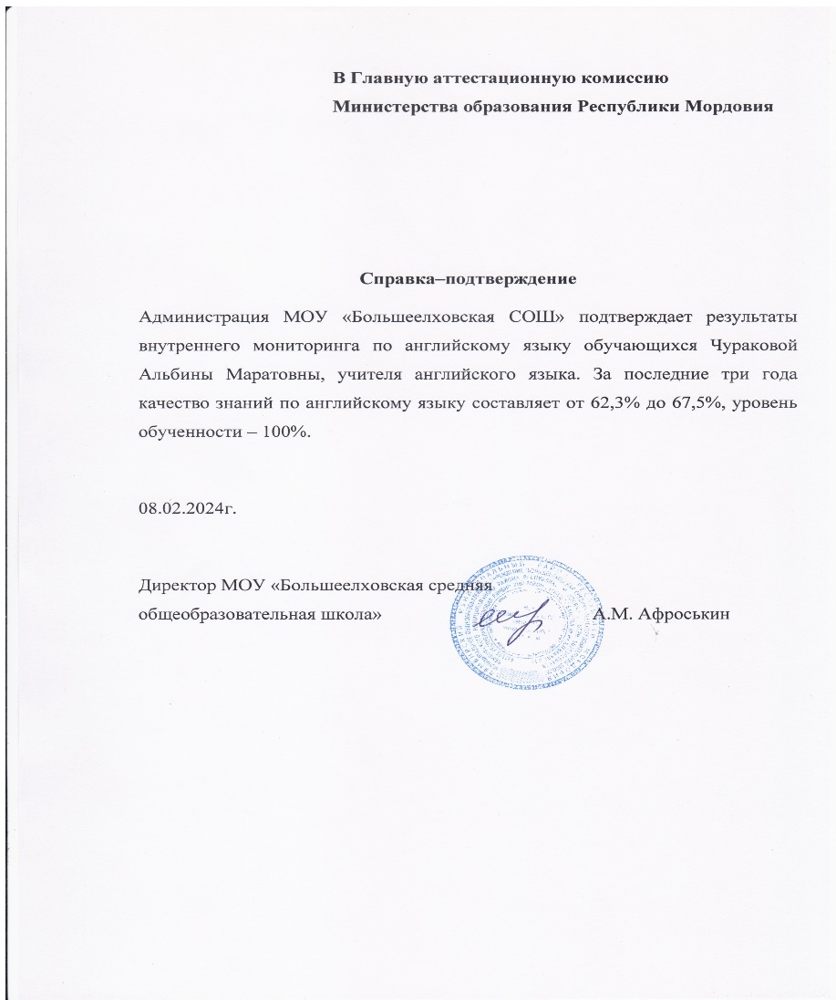 В Главную аттестационную комиссию
Министерства образования Республики Мордовия
Справка–подтверждение
Администрация МОУ «Большеелховская СОШ» подтверждает результаты
внутреннего мониторинга по английскому языку обучающихся Чураковой
Альбины Маратовны, учителя английского языка. За последние три года
качество знаний по английскому языку составляет от 62,3% до 67,5%, уровень
обученности – 100%.
08.02.2024г.
Директор МОУ «Большеелховская средняя
общеобразовательная школа» А.М. Афроськин